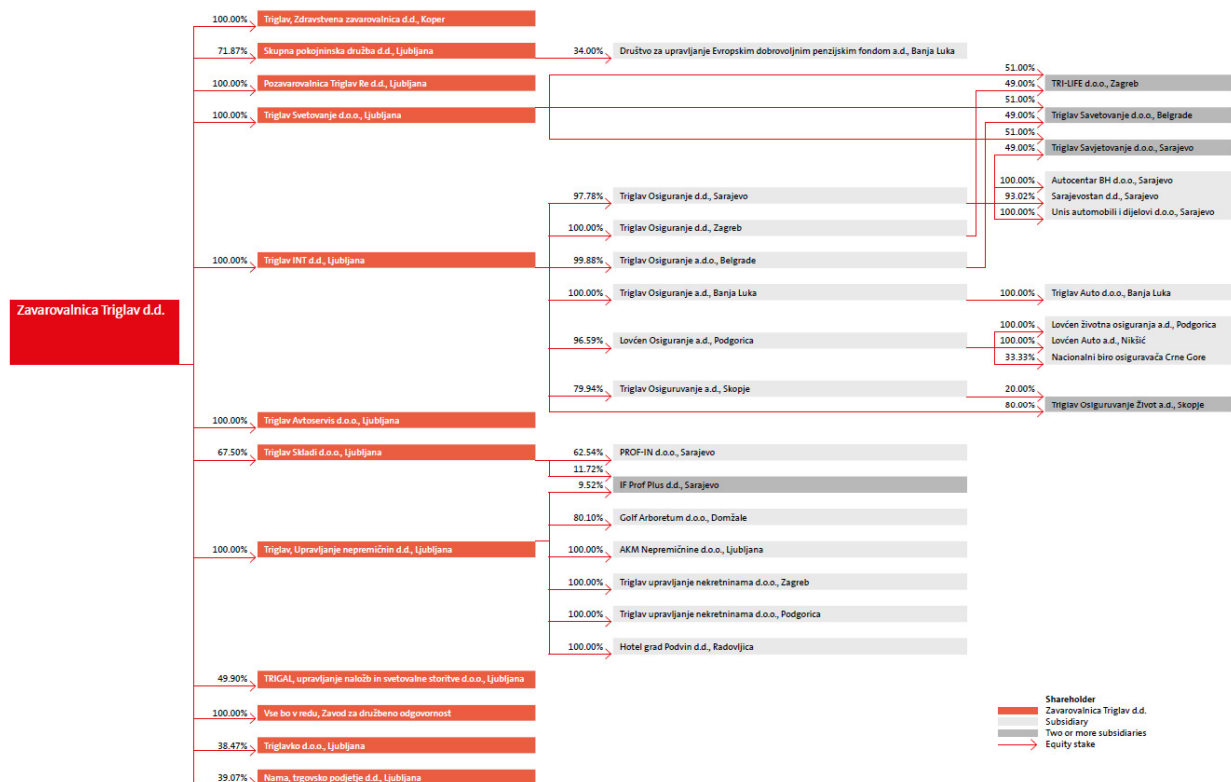 100.00% Triglav, Zdravstvena zavarovalnica d.d., Koper
71.87% Skupna pokojninska družba d.d., Ljubljana 34.00% Društvo za upravljanje Evropskim dobrovoljnim penzijskim fondom a.d., Banja Luka
51.00%
100.00% Pozavarovalnica Triglav Re d.d., Ljubljana 49.00% TRI-LIFE d.o.o., Zagreb
51.00%
100.00% Triglav Svetovanje d.o.o., Ljubljana 49.00% Triglav Savetovanje d.o.o., Belgrade
51.00%
49.00% Triglav Savjetovanje d.o.o., Sarajevo
100.00% Autocentar BH d.o.o., Sarajevo
97.78% Triglav Osiguranje d.d., Sarajevo 93.02% Sarajevostan d.d., Sarajevo
100.00% Unis automobili i dijelovi d.o.o., Sarajevo
100.00% Triglav Osiguranje d.d., Zagreb
100.00% Triglav INT d.d., Ljubljana 99.88% Triglav Osiguranje a.d.o., Belgrade
100.00% Triglav Osiguranje a.d., Banja Luka 100.00% Triglav Auto d.o.o., Banja Luka
Zavarovalnica Triglav d.d.
100.00% Lovćen životna osiguranja a.d., Podgorica
96.59% Lovćen Osiguranje a.d., Podgorica 100.00% Lovćen Auto a.d., Nikšić
33.33% Nacionalni biro osiguravača Crne Gore
79.94% Triglav Osiguruvanje a.d., Skopje 20.00%
80.00% Triglav Osiguruvanje Život a.d., Skopje
100.00% Triglav Avtoservis d.o.o., Ljubljana
67.50% Triglav Skladi d.o.o., Ljubljana 62.54% PROF-IN d.o.o., Sarajevo
11.72%
9.52% IF Prof Plus d.d., Sarajevo
80.10% Golf Arboretum d.o.o., Domžale
100.00% Triglav, Upravljanje nepremičnin d.d., Ljubljana 100.00% AKM Nepremičnine d.o.o., Ljubljana
100.00% Triglav upravljanje nekretninama d.o.o., Zagreb
100.00% Triglav upravljanje nekretninama d.o.o., Podgorica
100.00% Hotel grad Podvin d.d., Radovljica
49.90% TRIGAL, upravljanje naložb in svetovalne storitve d.o.o., Ljubljana
100.00% Vse bo v redu, Zavod za družbeno odgovornost
38.47% Triglavko d.o.o., Ljubljana
39.07% Nama, trgovsko podjetje d.d., Ljubljana
Shareholder
Zavarovalnica Triglav d.d.
Subsidiary
Two or more subsidiaries
Equity stake